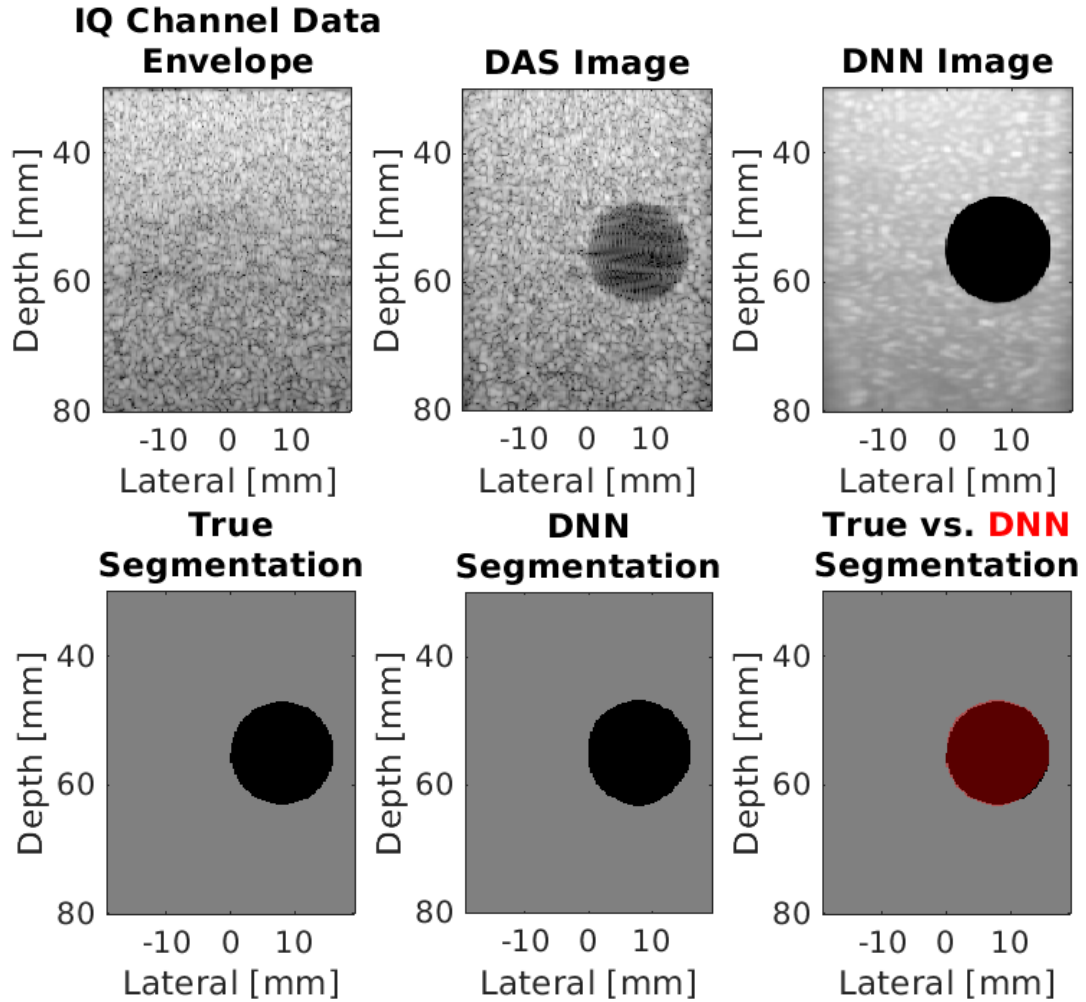 IQ Channel Data
Envelope
DAS Image
DNN Image
Depth [mm]
40
60
80
-10 0 10
Lateral [mm]
Depth [mm]
40
60
80
-10 0 10
Lateral [mm]
Depth [mm]
40
60
80
-10 0 10
Lateral [mm]
True
Segmentation
DNN
Segmentation
True vs. DNN
Segmentation
Depth [mm]
40
60
80
-10 0 10
Lateral [mm]
Depth [mm]
40
60
80
-10 0 10
Lateral [mm]
Depth [mm]
40
60
80
-10 0 10
Lateral [mm]